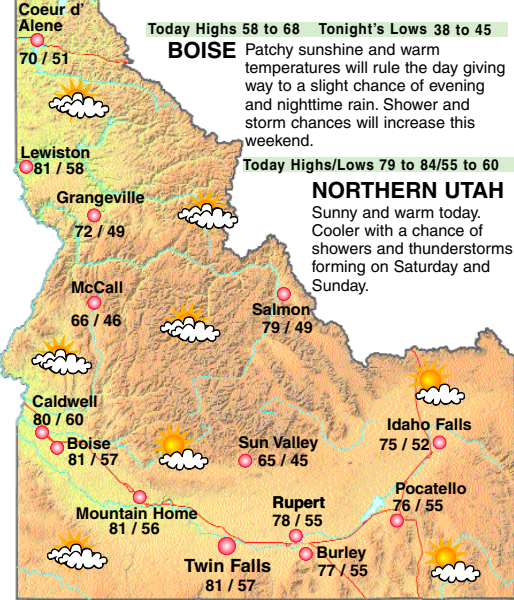 Coeur d'
Alene
70 / 51
Today Highs 58 to 68 Tonight's Lows 38 to 45
BOISE
Patchy sunshine and warm
temperatures will rule the day giving
way to a slight chance of evening
and nighttime rain. Shower and
storm chances will increase this
weekend.
Today Highs/Lows 79 to 84/55 to 60
NORTHERN UTAH
Sunny and warm today.
Cooler with a chance of
showers and thunderstorms
forming on Saturday and
Sunday.
Lewiston
81 / 58
Grangeville
72 / 49
McCall
66 / 46
Salmon
79 / 49
Caldwell
80 / 60
Boise
81 / 57
Sun Valley
65 / 45
Idaho Falls
75 / 52
Mountain Home
81 / 56
Rupert
78 / 55
Pocatello
76 / 55
Twin Falls
81 / 57
Burley
77 / 55